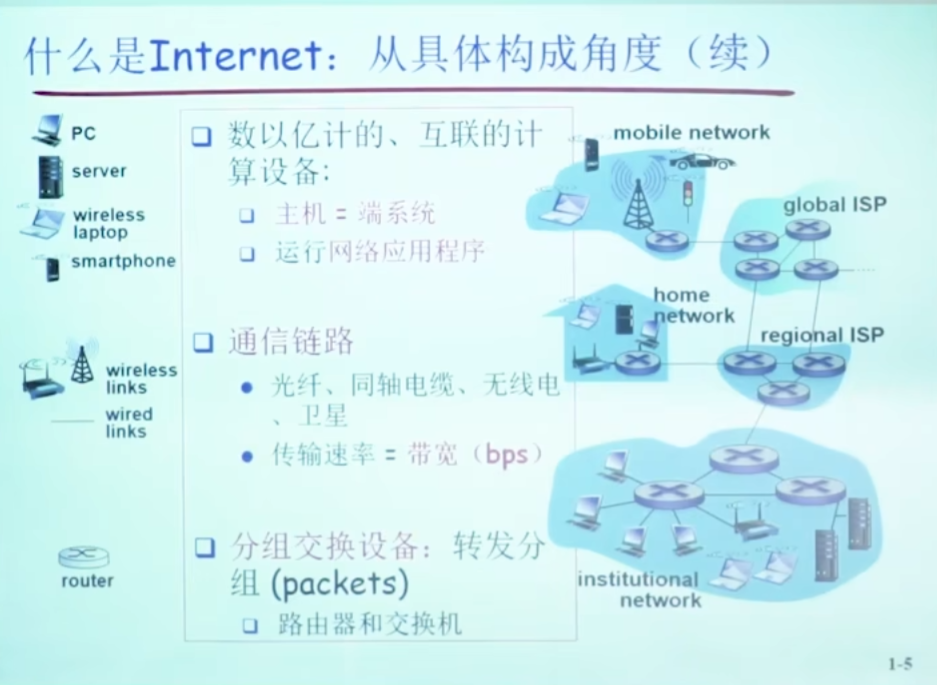 什么是Internet：从具体构成角度（续）
PC
server
wireless
laptop
smartphone
wireless
links
wired
links
router
数以亿计的、互联的计
算设备:
主机 = 端系统
运行网络应用程序
通信链路
光纤、同轴电缆、无线电
、卫星
传输速率 = 带宽（bps）
分组交换设备：转发分
组 (packets)
路由器和交换机
mobile network
global ISP
home
network
regional ISP
institutional
network
1-5